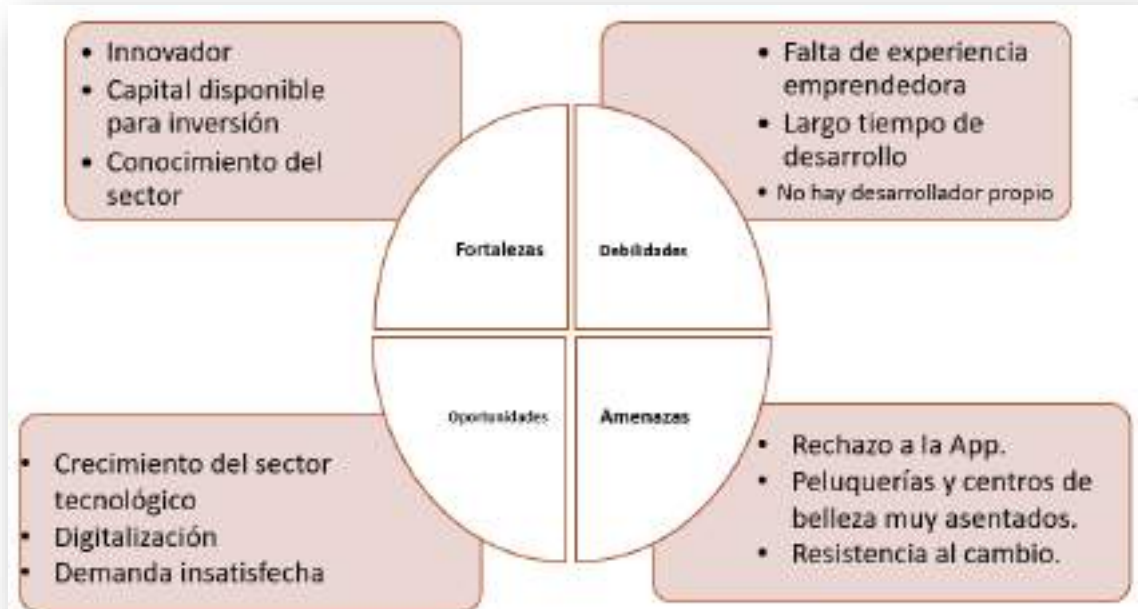 • Innovador
• Capital disponible
para inversión
• Conocimiento del
sector
• Falta de experiencia
emprendedora
• Largo tiempo de
desarrollo
• No hay desarrollador propio
Fortalezas
Debilidades
Oportunidades
Amenazas
• Crecimiento del sector
tecnológico
• Digitalización
• Demanda insatisfecha
• Rechazo a la App.
• Peluquerías y centros de
belleza muy asentados.
• Resistencia al cambio.